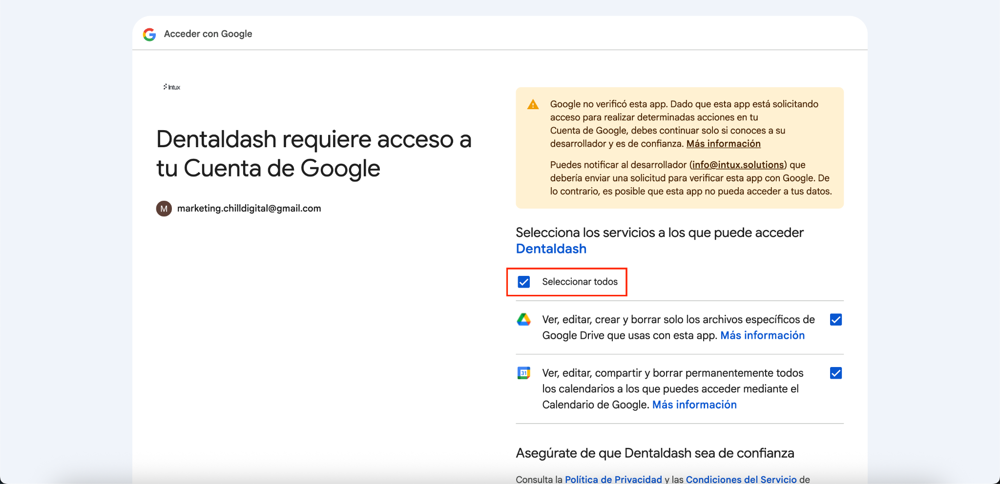 Acceder con Google
Intux
Dentaldash requiere acceso a
tu Cuenta de Google
M marketing.chilldigital@gmail.com
Google no verificó esta app. Dado que esta app está solicitando
acceso para realizar determinadas acciones en tu
Cuenta de Google, debes continuar solo si conoces a su
desarrollador y es de confianza. Más información
Puedes notificar al desarrollador (info@intux.solutions) que
debería enviar una solicitud para verificar esta app con Google. De
lo contrario, es posible que esta app no pueda acceder a tus datos.
Selecciona los servicios a los que puede acceder
Dentaldash
Seleccionar todos
Ver, editar, crear y borrar solo los archivos específicos de
Google Drive que usas con esta app. Más información
31
Ver, editar, compartir y borrar permanentemente todos
los calendarios a los que puedes acceder mediante el
Calendario de Google. Más información
Asegúrate de que Dentaldash sea de confianza
Consulta la Política de Privacidad y las Condiciones del Servicio de